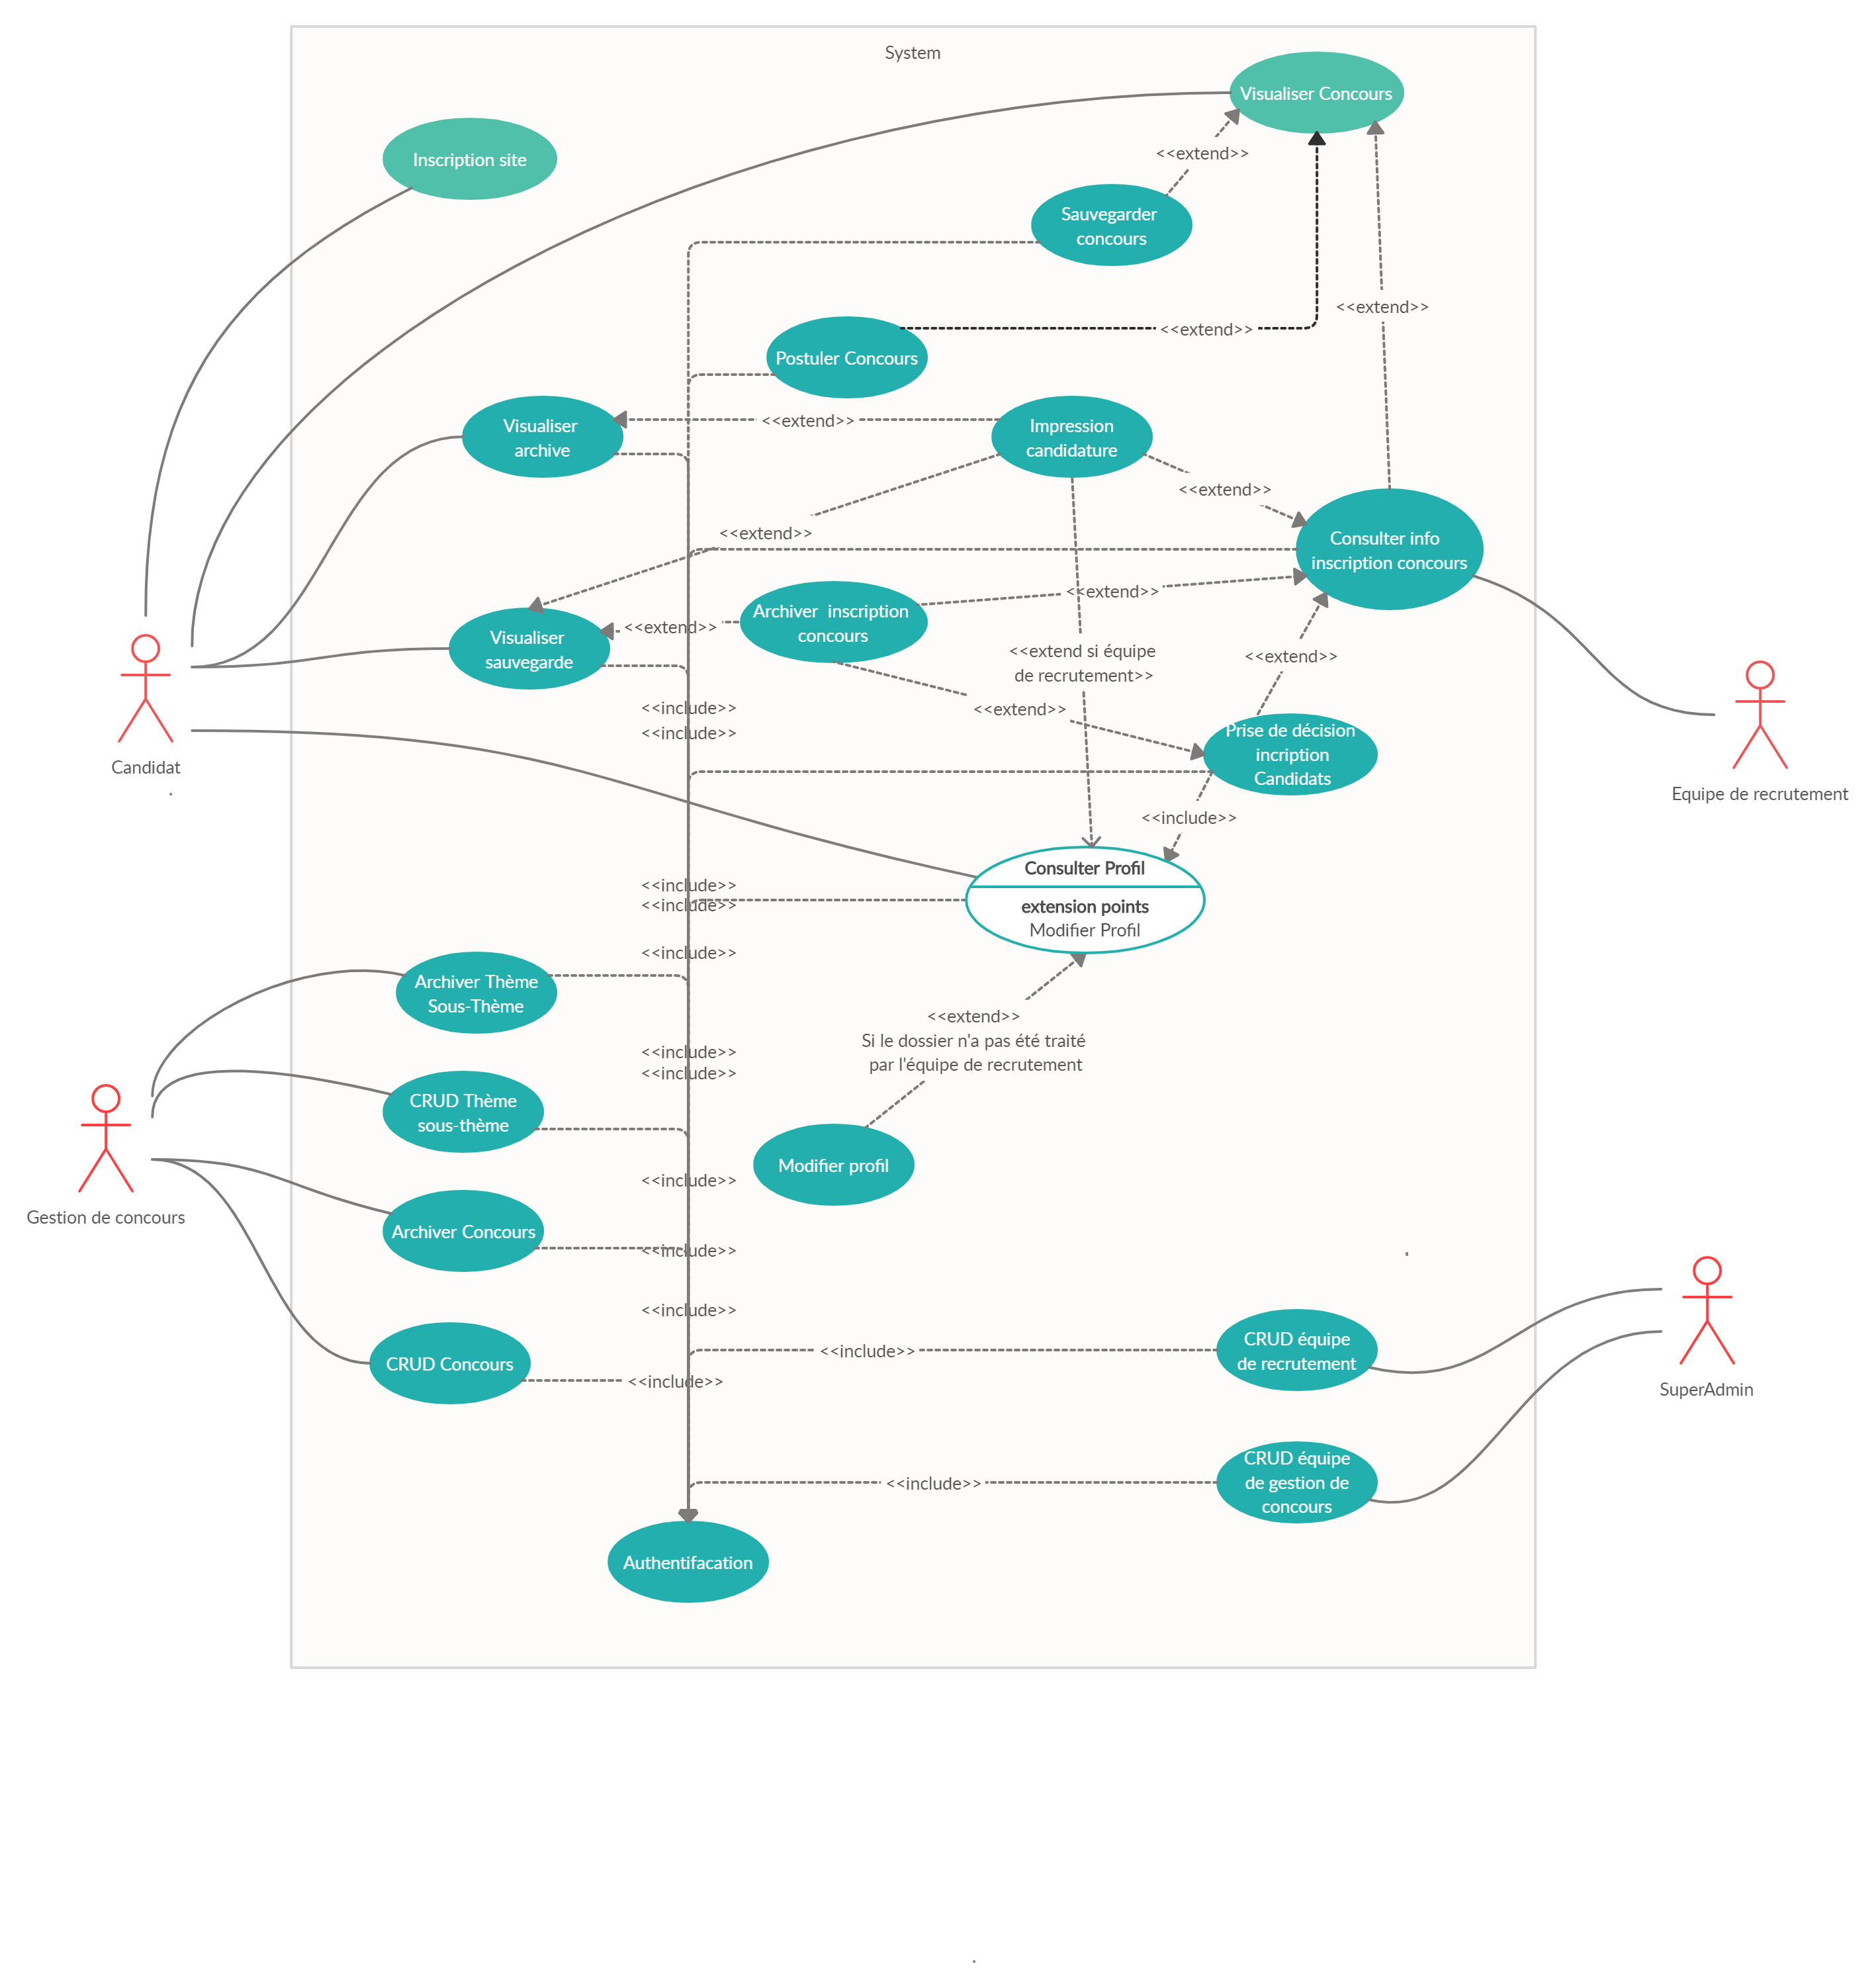 System
Visualiser Concours
<<extend>>
Inscription site
Sauvegarder
concours
<<extend>>
<<extend>>
Postuler Concours
Visualiser
archive
<<extend>>
Impression
candidature
<<extend>>
<<extend>>
Consulter info
inscription concours
<<extend>>
Archiver  inscription
concours
<<extend>>
Visualiser
sauvegarde
<<extend si équipe
de recrutement>>
<<extend>>
<<extend>>
<<include>>
<<include>>
Prise de décision
incription
Candidats
Candidat
.
Equipe de recrutement
<<include>>
Consulter Profil
extension points
Modifier Profil
<<include>>
<<include>>
<<include>>
Archiver Thème
Sous-Thème
<<extend>>
Si le dossier n'a pas été traité
par l'équipe de recrutement
<<include>>
<<include>>
CRUD Thème
sous-thème
Modifier profil
<<include>>
Gestion de concours
Archiver Concours
<<include>>
.
<<include>>
CRUD Concours
<<include>>
<<include>>
CRUD équipe
de recrutement
SuperAdmin
<<include>>
CRUD équipe
de gestion de
concours
Authentifacation
.